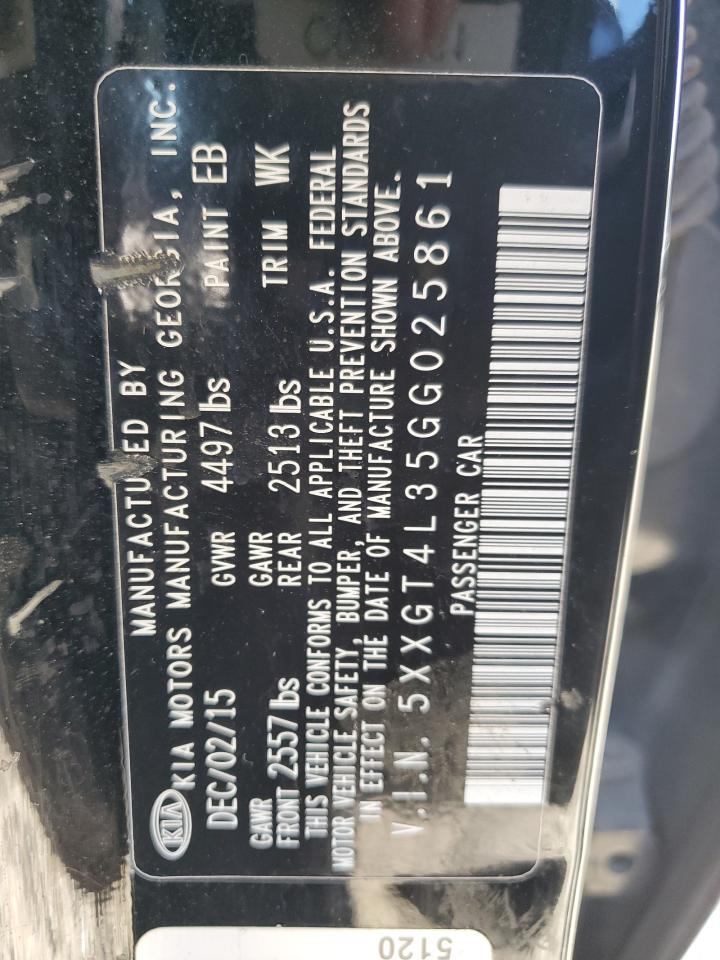 MANUFACTURED BY
KIA KIA MOTORS MANUFACTURING GEORGIA, INC.
DEC/02/15 GVWR 4497 lbs PAINT EB
GAWR GAWR
FRONT 2557 lbs REAR 2513 lbs TRIM WK
THIS VEHICLE CONFORMS TO ALL APPLICABLE U.S.A. FEDERAL
MOTOR VEHICLE SAFETY, BUMPER, AND THEFT PREVENTION STANDARDS
IN EFFECT ON THE DATE OF MANUFACTURE SHOWN ABOVE.
V.I.N. 5XXGT4L35GG025861
PASSENGER CAR
5120